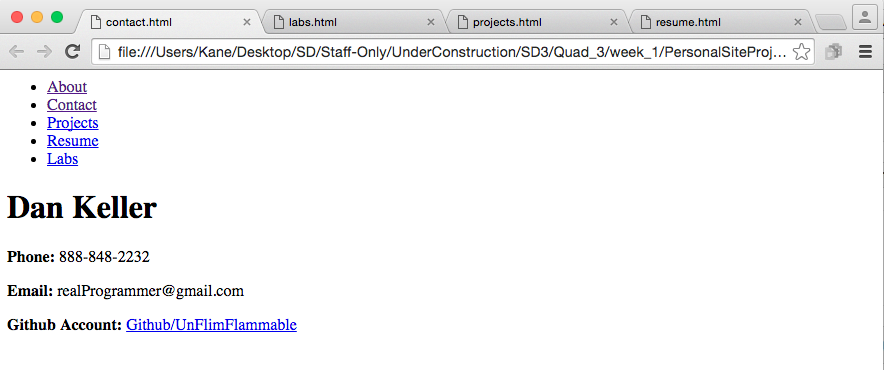 contact.html labs.html projects.html resume.html
file:///Users/Kane/Desktop/SD/Staff-Only/UnderConstruction/SD3/Quad_3/week_1/PersonalSiteProj...
About
Contact
Projects
Resume
Labs
Dan Keller
Phone: 888-848-2232
Email: realProgrammer@gmail.com
Github Account: Github/UnFlimFlammable